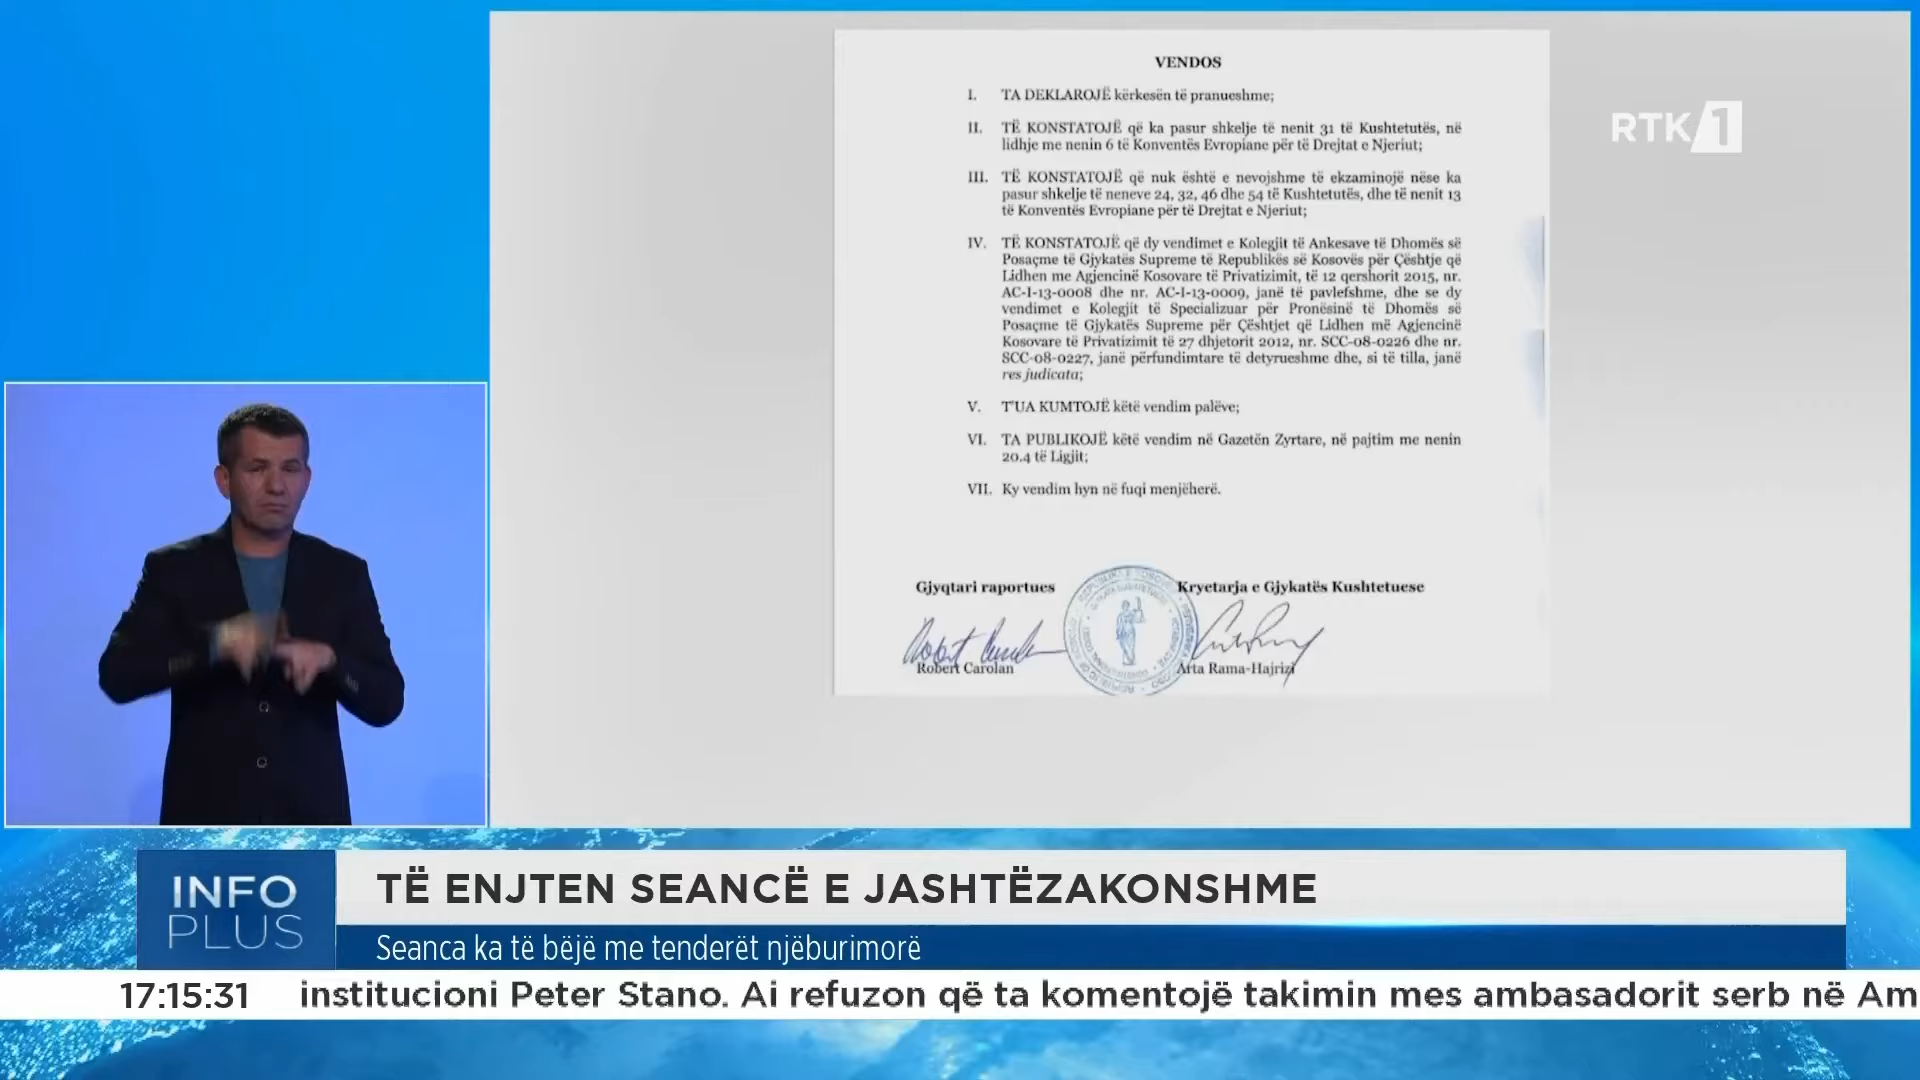 VENDOS
I. TA DEKLAROJË kërkesën të pranueshme;
II. TË KONSTATOJË që ka pasur shkelje të nenit 31 të Kushtetutës, në
lidhje me nenin 6 të Konventës Evropiane për të Drejtat e Njeriut;
III. TË KONSTATOJË që nuk është e nevojshme të ekzaminojë nëse ka
pasur shkelje të neneve 24, 32, 46 dhe 54 të Kushtetutës, dhe të nenit 13
të Konventës Evropiane për të Drejtat e Njeriut;
IV. TË KONSTATOJË që dy vendimet e Kolegjit të Ankesave të Dhomës së
Posaçme të Gjykatës Supreme të Republikës së Kosovës për Çështje që
Lidhen me Agjencinë Kosovare të Privatizimit, të 12 qershorit 2015, nr.
AC-I-13-0008 dhe nr. AC-I-13-0009, janë të pavlefshme, dhe se dy
vendimet e Kolegjit të Specializuar për Pronësinë të Dhomës së
Posaçme të Gjykatës Supreme për Çështjet që Lidhen më Agjencinë
Kosovare të Privatizimit të 27 dhjetorit 2012, nr. SCC-08-0226 dhe nr.
SCC-08-0227, janë përfundimtare të detyrueshme dhe, si të tilla, janë
res judicata;
V. T'UA KUMTOJË këtë vendim palëve;
VI. TA PUBLIKOJË këtë vendim në Gazetën Zyrtare, në pajtim me nenin
20.4 të Ligjit;
VII. Ky vendim hyn në fuqi menjëherë.
Gjyqtari raportues Kryetarja e Gjykatës Kushtetuese
Robert Carolan Arta Rama-Hajrizi
RTK 1
INFO
PLUS
TË ENJTEN SEANCË E JASHTËZAKONSHME
Seanca ka të bëjë me tenderët njëburimorë
17:15:31 institucioni Peter Stano. Ai refuzon që ta komentojë takimin mes ambasadorit serb në Am